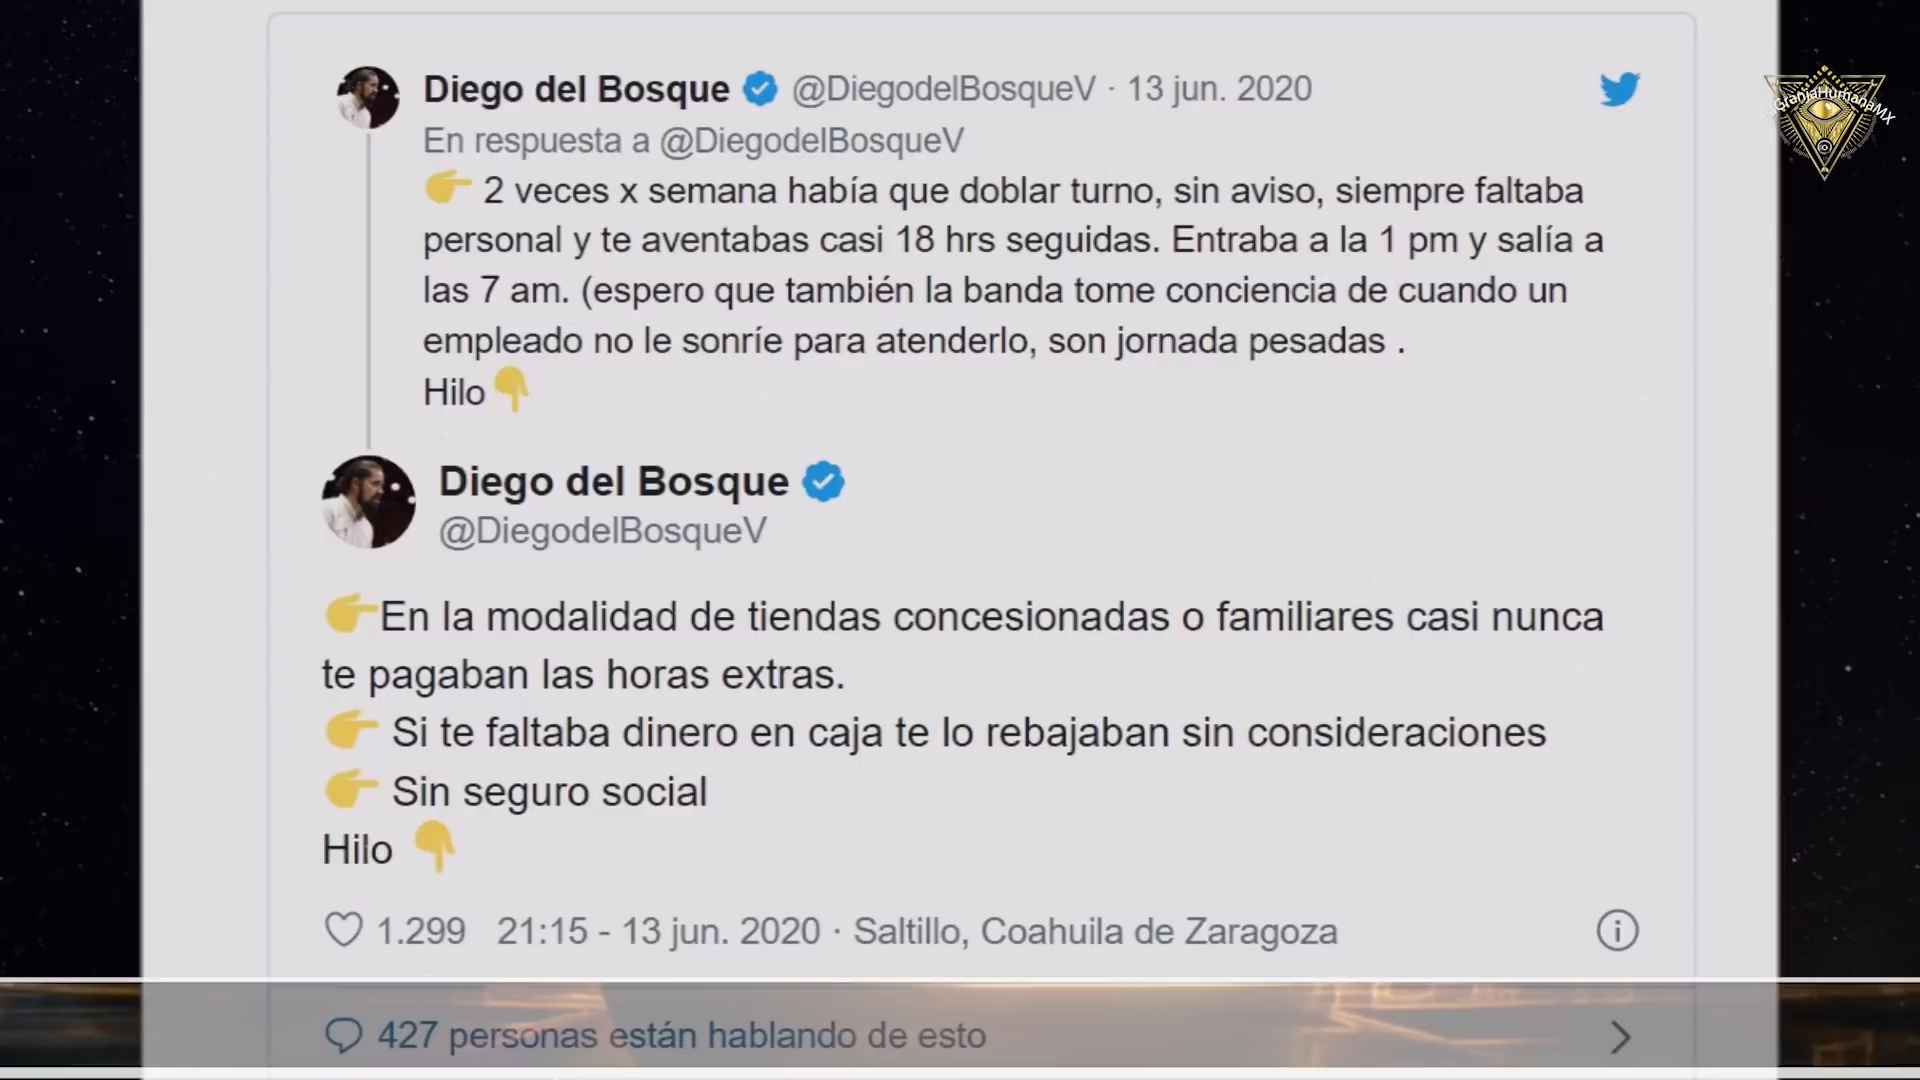 Diego del Bosque @DiegodelBosqueV · 13 jun. 2020
En respuesta a @DiegodelBosqueV
👉 2 veces x semana había que doblar turno, sin aviso, siempre faltaba
personal y te aventabas casi 18 hrs seguidas. Entraba a la 1 pm y salía a
las 7 am. (espero que también la banda tome conciencia de cuando un
empleado no le sonríe para atenderlo, son jornada pesadas .
Hilo👇
Diego del Bosque
@DiegodelBosqueV
👉En la modalidad de tiendas concesionadas o familiares casi nunca
te pagaban las horas extras.
👉 Si te faltaba dinero en caja te lo rebajaban sin consideraciones
👉 Sin seguro social
Hilo 👇
1.299 21:15 - 13 jun. 2020 · Saltillo, Coahuila de Zaragoza
427 personas están hablando de esto
GranjaHumanaMX